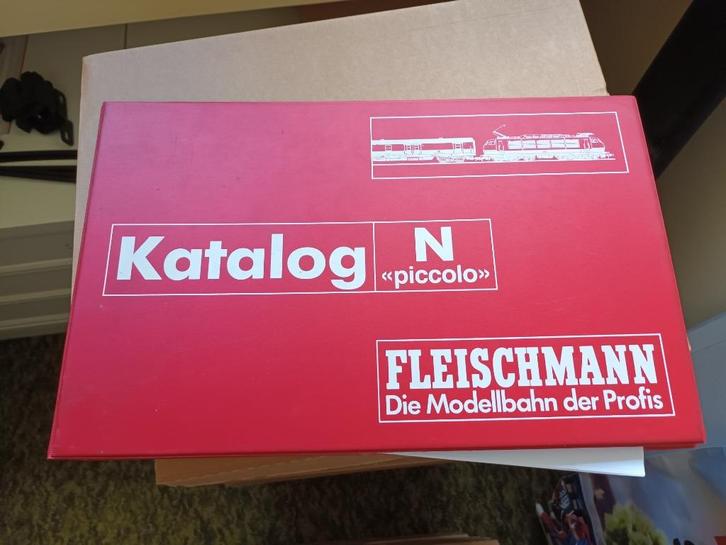 Katalog N
«piccolo»
FLEISCHMANN
Die Modellbahn der Profis